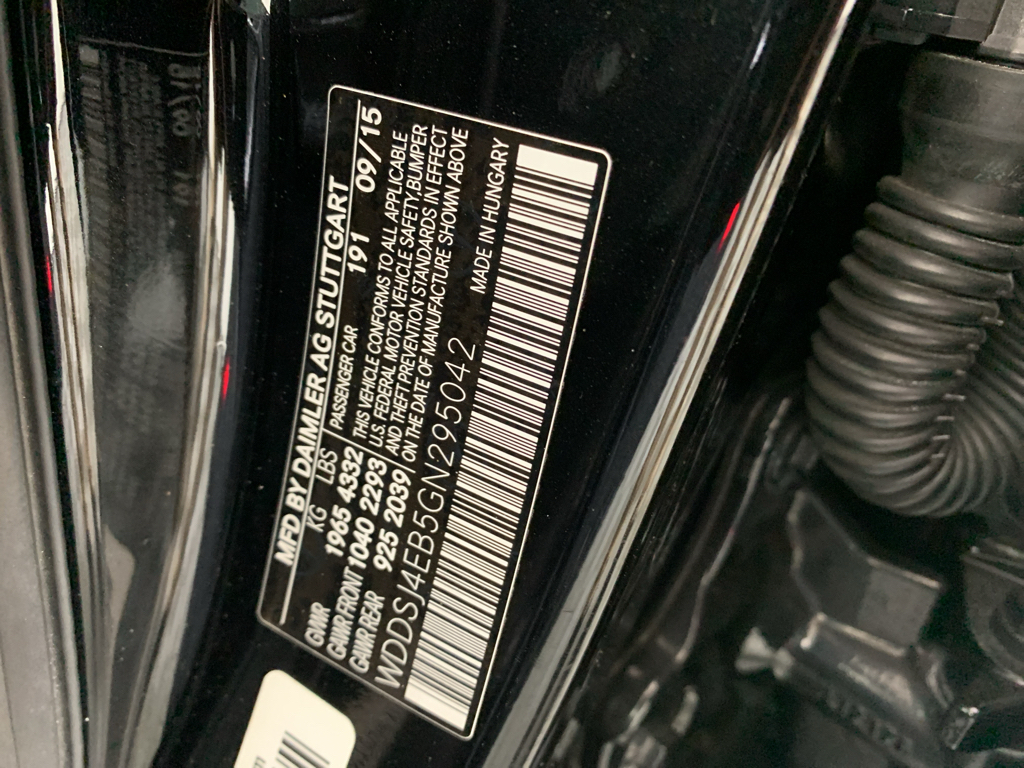 MFD BY DAIMLER AG STUTTGART
KG LBS PASSENGER CAR 191 09/15
GWR 1965 4332 THIS VEHICLE CONFORMS TO ALL APPLICABLE
GAWR FRONT 1040 2293 U.S. FEDERAL MOTOR VEHICLE SAFETY, BUMPER
GAWR REAR 925 2039 AND THEFT PREVENTION STANDARDS IN EFFECT
ON THE DATE OF MANUFACTURE SHOWN ABOVE
WDDSJ4EB5GN295042 MADE IN HUNGARY